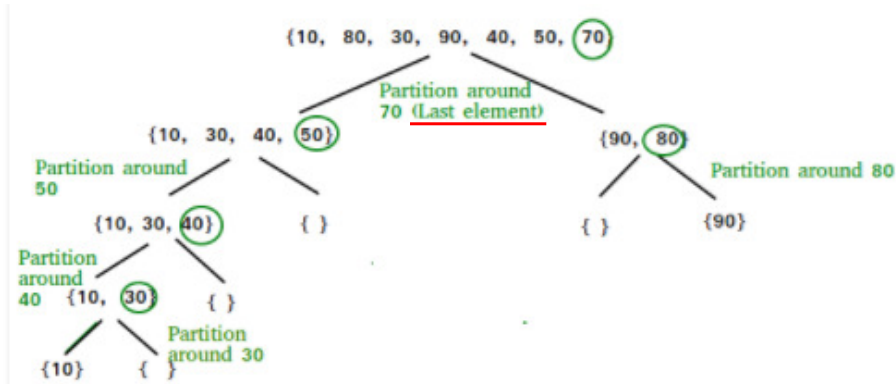 {10, 80, 30, 90, 40, 50, 70}
Partition around
70 (Last element)
{10, 30, 40, 50}
{90, 80}
Partition around
50
Partition around 80
{10, 30, 40}
{ }
{ }
{90}
Partition
around
40
{10, 30}
{ }
Partition
around 30
{10}
{ }